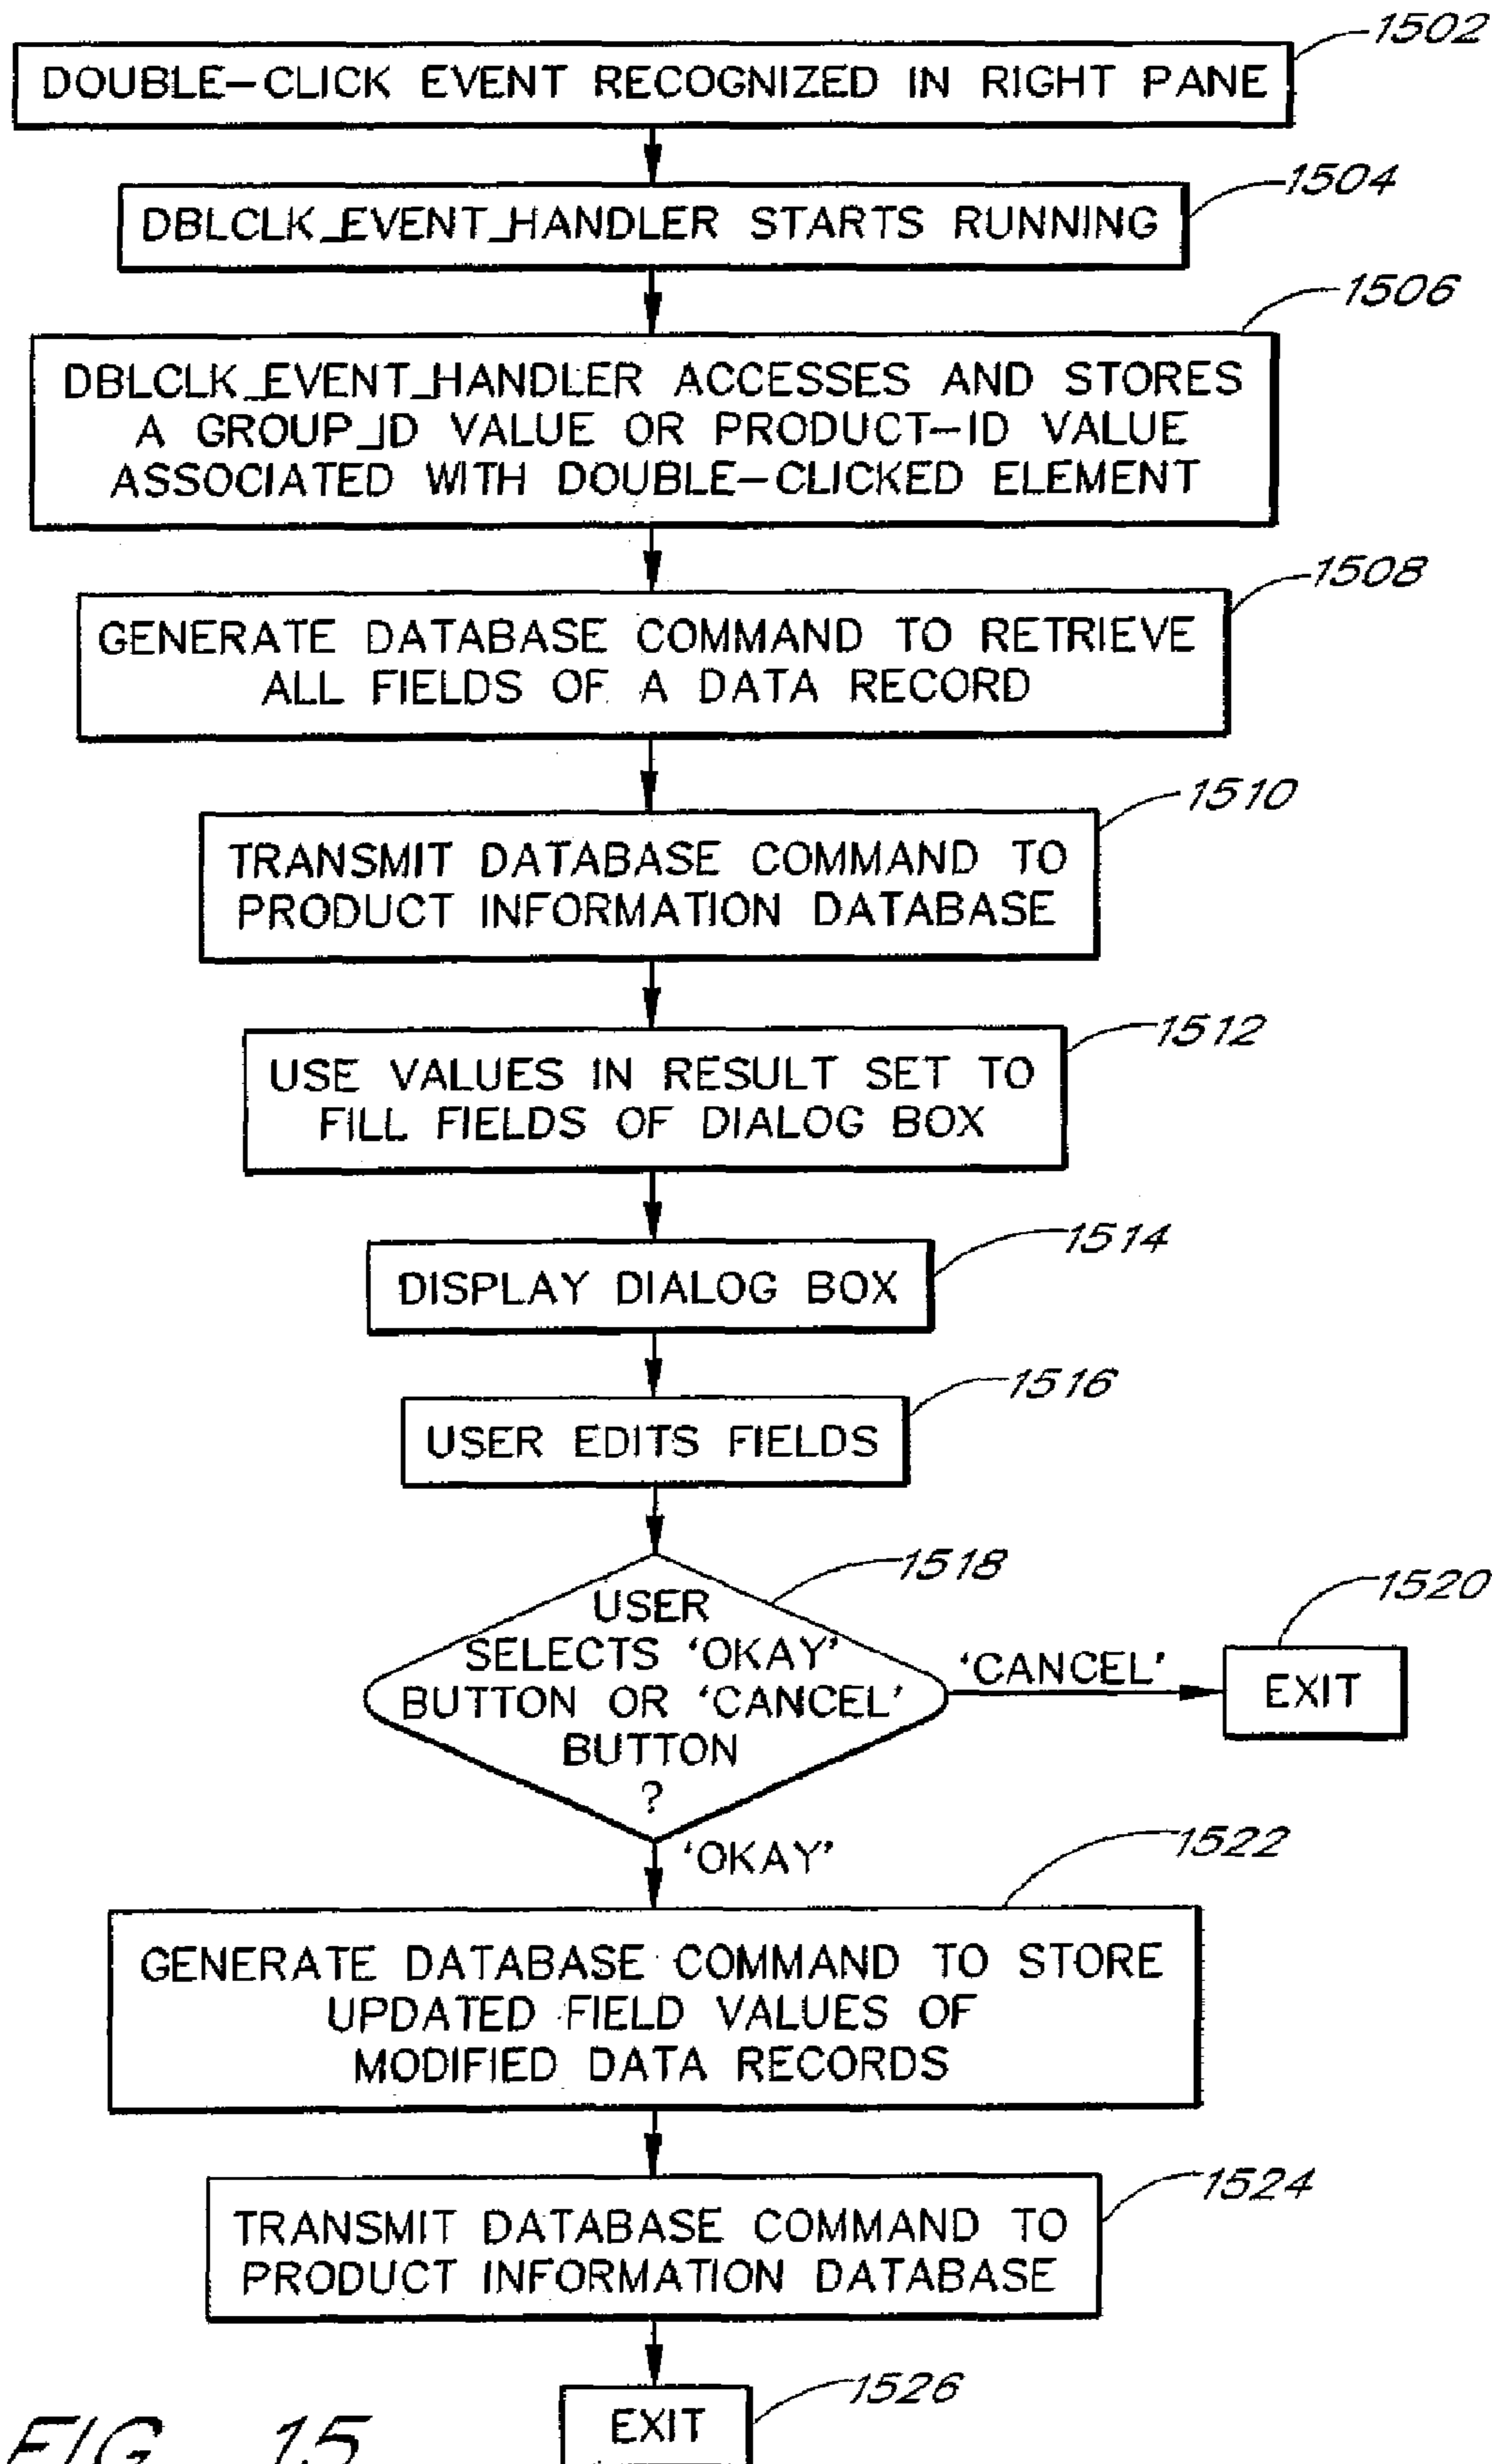 1502
DOUBLE-CLICK EVENT RECOGNIZED IN RIGHT PANE
1504
DBLCLK_EVENT_HANDLER STARTS RUNNING
1506
DBLCLK_EVENT_HANDLER ACCESSES AND STORES
A GROUP_ID VALUE OR PRODUCT-ID VALUE
ASSOCIATED WITH DOUBLE-CLICKED ELEMENT
1508
GENERATE DATABASE COMMAND TO RETRIEVE
ALL FIELDS OF A DATA RECORD
1510
TRANSMIT DATABASE COMMAND TO
PRODUCT INFORMATION DATABASE
1512
USE VALUES IN RESULT SET TO
FILL FIELDS OF DIALOG BOX
1514
DISPLAY DIALOG BOX
1516
USER EDITS FIELDS
1518
USER
SELECTS 'OKAY'
BUTTON OR 'CANCEL'
BUTTON
?
'CANCEL'
1520
EXIT
'OKAY'
1522
GENERATE DATABASE COMMAND TO STORE
UPDATED FIELD VALUES OF
MODIFIED DATA RECORDS
1524
TRANSMIT DATABASE COMMAND TO
PRODUCT INFORMATION DATABASE
1526
EXIT
FIG. 15